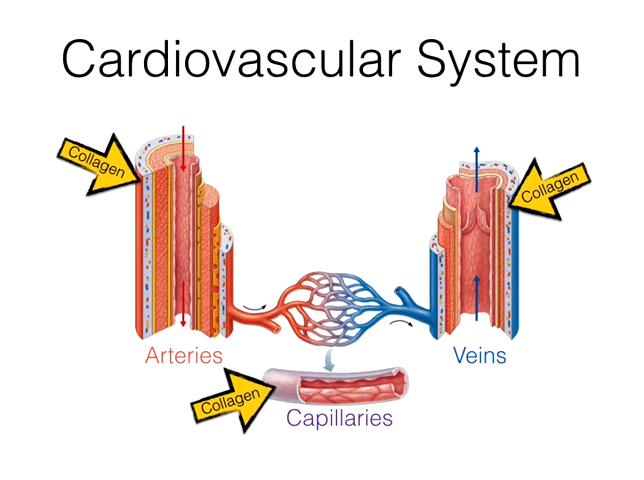 Cardiovascular System
Collagen
Collagen
Arteries
Veins
Collagen
Capillaries